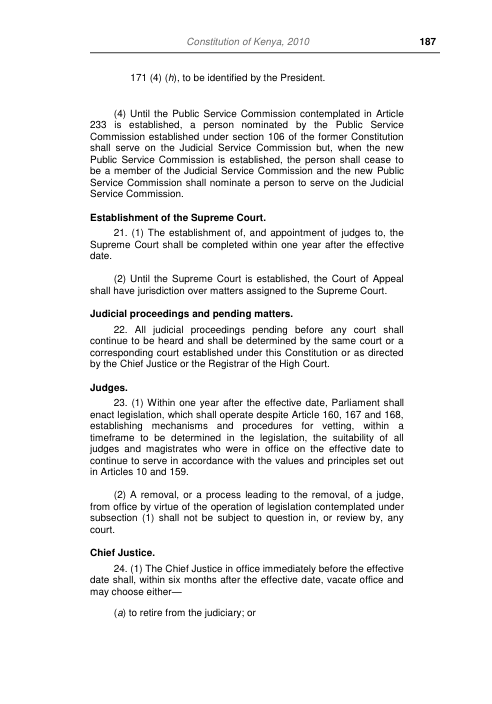 Constitution of Kenya, 2010 187
171 (4) (h), to be identified by the President.
(4) Until the Public Service Commission contemplated in Article
233 is established, a person nominated by the Public Service
Commission established under section 106 of the former Constitution
shall serve on the Judicial Service Commission but, when the new
Public Service Commission is established, the person shall cease to
be a member of the Judicial Service Commission and the new Public
Service Commission shall nominate a person to serve on the Judicial
Service Commission.
Establishment of the Supreme Court.
21. (1) The establishment of, and appointment of judges to, the
Supreme Court shall be completed within one year after the effective
date.
(2) Until the Supreme Court is established, the Court of Appeal
shall have jurisdiction over matters assigned to the Supreme Court.
Judicial proceedings and pending matters.
22. All judicial proceedings pending before any court shall
continue to be heard and shall be determined by the same court or a
corresponding court established under this Constitution or as directed
by the Chief Justice or the Registrar of the High Court.
Judges.
23. (1) Within one year after the effective date, Parliament shall
enact legislation, which shall operate despite Article 160, 167 and 168,
establishing mechanisms and procedures for vetting, within a
timeframe to be determined in the legislation, the suitability of all
judges and magistrates who were in office on the effective date to
continue to serve in accordance with the values and principles set out
in Articles 10 and 159.
(2) A removal, or a process leading to the removal, of a judge,
from office by virtue of the operation of legislation contemplated under
subsection (1) shall not be subject to question in, or review by, any
court.
Chief Justice.
24. (1) The Chief Justice in office immediately before the effective
date shall, within six months after the effective date, vacate office and
may choose either—
(a) to retire from the judiciary; or